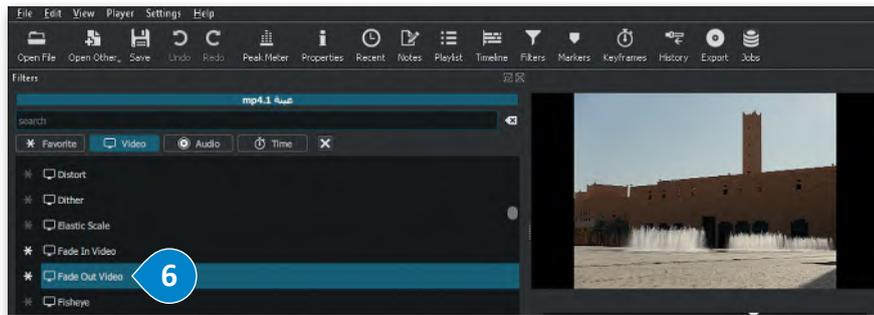 File Edit View Player Settings Help
Open File Open Other.. Save Undo Redo Peak Meter Properties Recent Notes Playlist Timeline Filters Markers Keyframes History Export Jobs
Filters
عينة 1.mp4
search
Favorite Video Audio Time
Distort
Dither
Elastic Scale
Fade In Video
Fade Out Video 6
Fisheye